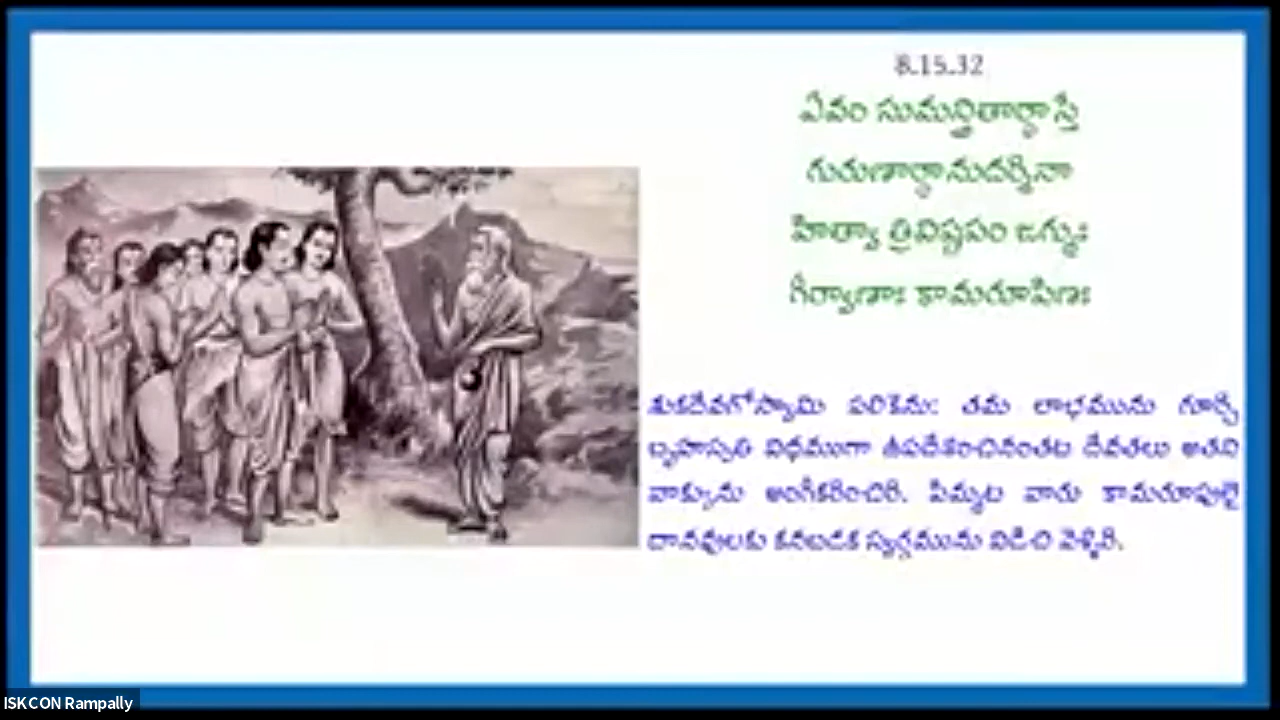 8.15.32
ఏవం సుమన్త్రితార్థాస్తే
గురుణార్థానుదర్శినా
హిత్వా త్రివిష్టపం జగ్ముః
గీర్వాణాః కామరూపిణః
శుకదేవగోస్వామి పలికెను: తమ లాభమును గూర్చి
బృహస్పతి విధముగా ఉపదేశించినంతట దేవతలు అతని
వాక్కును అంగీకరించిరి. పిమ్మట వారు కామరూపులై
దానవులకు కనబడక స్వర్గమును విడిచి వెళ్ళిరి.
ISKCON Rampally